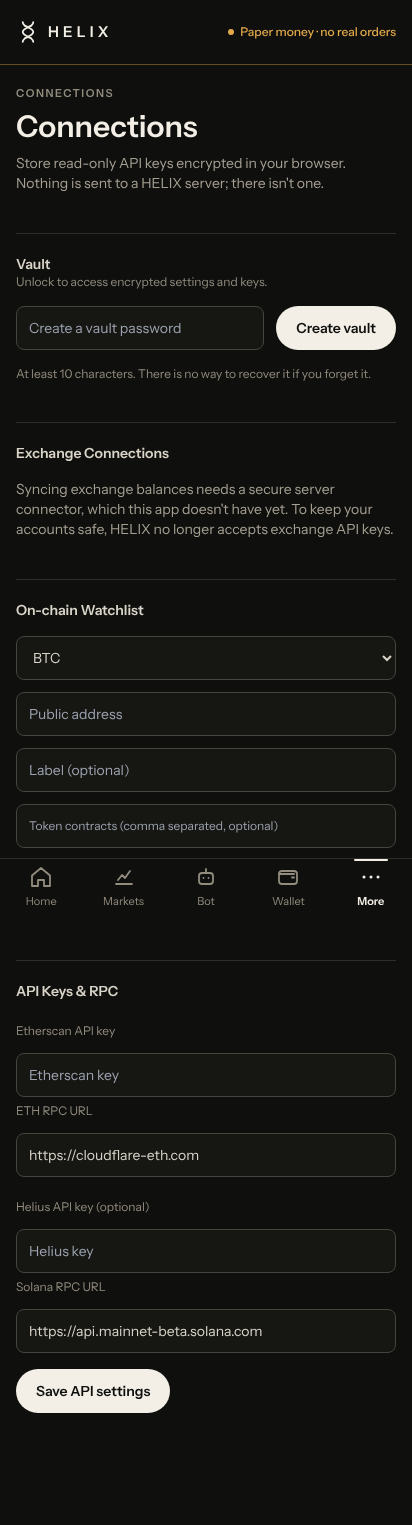 HELIX
Paper money · no real orders
CONNECTIONS
Connections
Store read-only API keys encrypted in your browser.
Nothing is sent to a HELIX server; there isn't one.
Vault
Unlock to access encrypted settings and keys.
Create a vault password
Create vault
At least 10 characters. There is no way to recover it if you forget it.
Exchange Connections
Syncing exchange balances needs a secure server
connector, which this app doesn't have yet. To keep your
accounts safe, HELIX no longer accepts exchange API keys.
On-chain Watchlist
BTC
Public address
Label (optional)
Token contracts (comma separated, optional)
Home
Markets
Bot
Wallet
More
API Keys & RPC
Etherscan API key
Etherscan key
ETH RPC URL
https://cloudflare-eth.com
Helius API key (optional)
Helius key
Solana RPC URL
https://api.mainnet-beta.solana.com
Save API settings